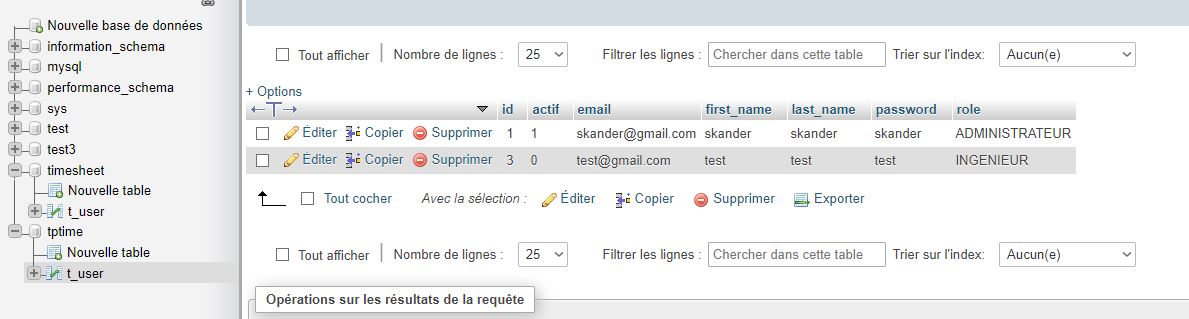 Nouvelle base de données
information_schema
mysql
performance_schema
sys
test
test3
timesheet
Nouvelle table
t_user
tptime
Nouvelle table
t_user
Tout afficher | Nombre de lignes : 25 Filtrer les lignes : Chercher dans cette table Trier sur l'index: Aucun(e)
+ Options
←T→ id actif email first_name last_name password role
Éditer Copier Supprimer 1 1 skander@gmail.com skander skander skander ADMINISTRATEUR
Éditer Copier Supprimer 3 0 test@gmail.com test test test INGENIEUR
Tout cocher Avec la sélection : Éditer Copier Supprimer Exporter
Tout afficher | Nombre de lignes : 25 Filtrer les lignes : Chercher dans cette table Trier sur l'index: Aucun(e)
Opérations sur les résultats de la requête